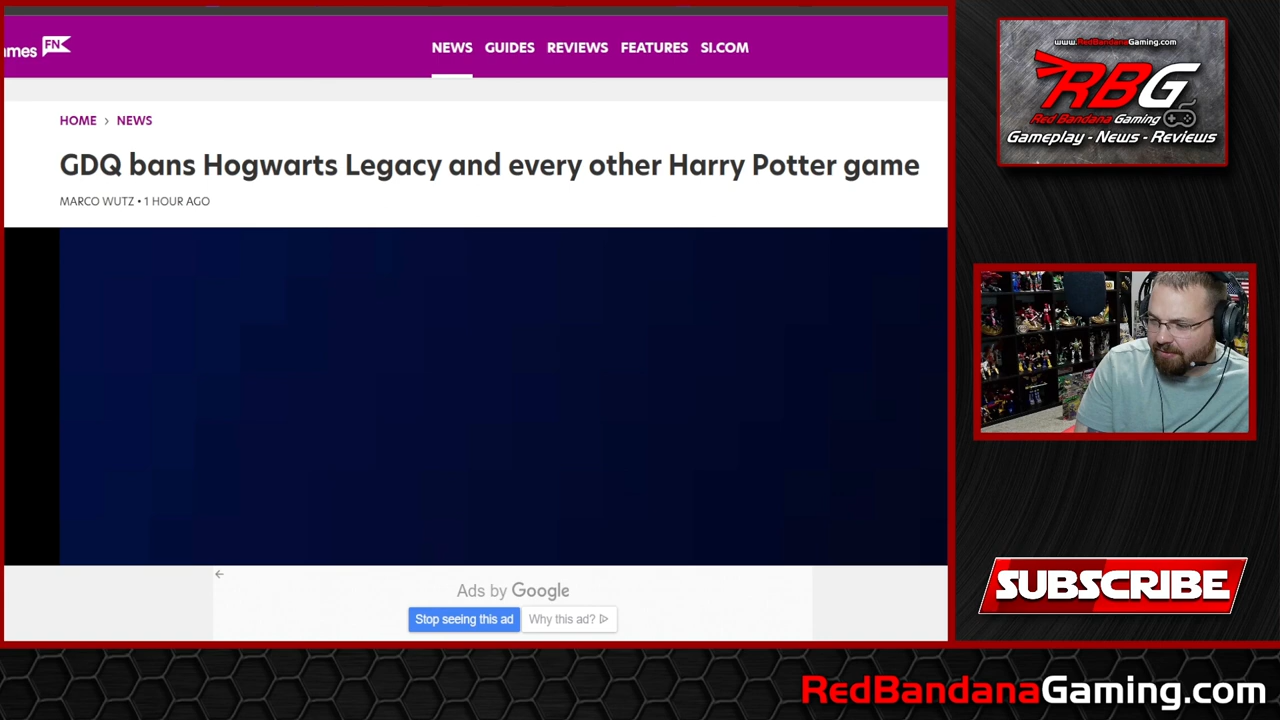 FN
NEWS GUIDES REVIEWS FEATURES SI.COM
HOME > NEWS
GDQ bans Hogwarts Legacy and every other Harry Potter game
MARCO WUTZ • 1 HOUR AGO
Ads by Google
Stop seeing this ad
Why this ad?
www.RedBandanaGaming.com
RBG
Red Bandana Gaming
Gameplay - News - Reviews
SUBSCRIBE
RedBandanaGaming.com